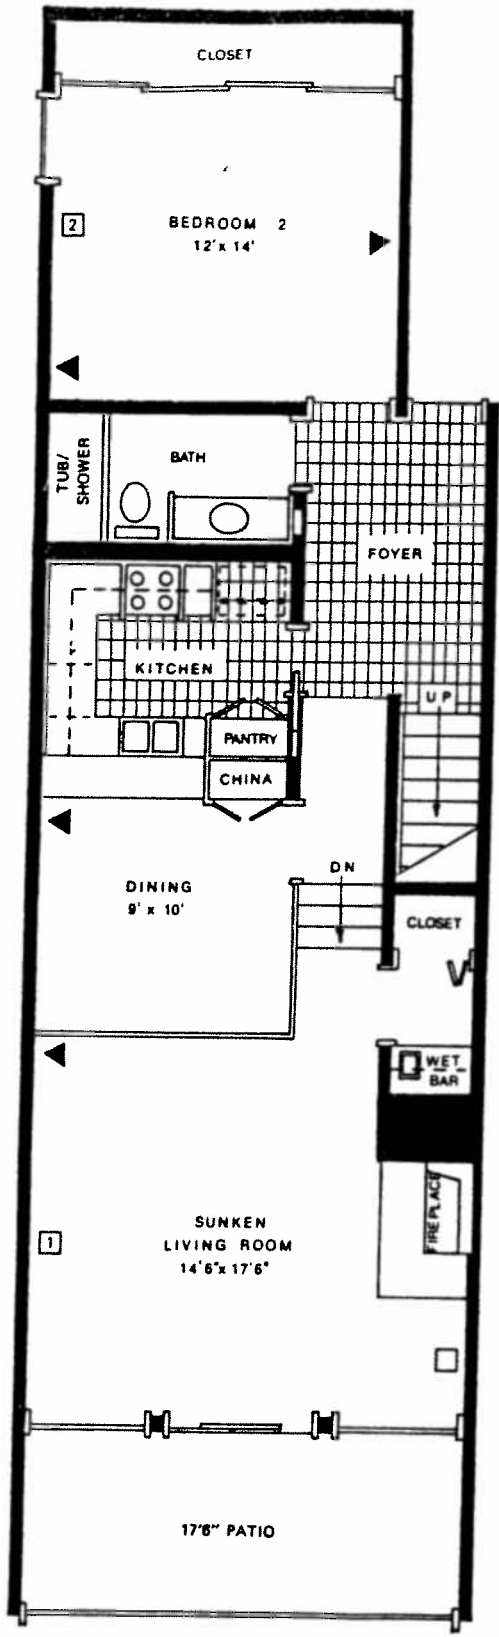 CLOSET
2
BEDROOM 2
12' x 14'
TUB/
SHOWER
BATH
FOYER
KITCHEN
UP
PANTRY
CHINA
DN
DINING
9' x 10'
CLOSET
WET
BAR
FIREPLACE
1
SUNKEN
LIVING ROOM
14'6" x 17'6"
17'6" PATIO